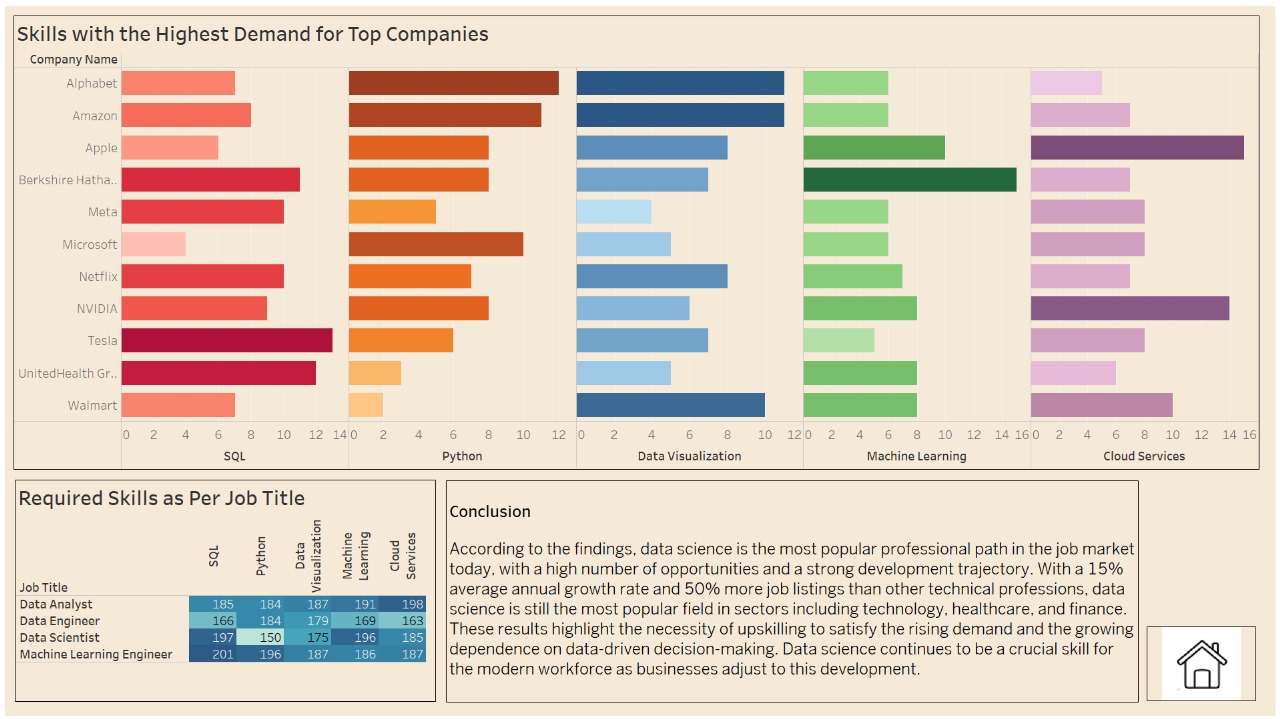 Skills with the Highest Demand for Top Companies
Company Name
Alphabet
Amazon
Apple
Berkshire Hatha..
Meta
Microsoft
Netflix
NVIDIA
Tesla
UnitedHealth Gr..
Walmart
0 2 4 6 8 10 12 14 0 2 4 6 8 10 12 0 2 4 6 8 10 12 0 2 4 6 8 10 12 14 16 0 2 4 6 8 10 12 14 16
SQL Python Data Visualization Machine Learning Cloud Services
Required Skills as Per Job Title
Job Title SQL Python Data Visualization Machine Learning Cloud Services
Data Analyst 185 184 187 191 198
Data Engineer 166 184 179 169 163
Data Scientist 197 150 175 196 185
Machine Learning Engineer 201 196 187 186 187
Conclusion
According to the findings, data science is the most popular professional path in the job market
today, with a high number of opportunities and a strong development trajectory. With a 15%
average annual growth rate and 50% more job listings than other technical professions, data
science is still the most popular field in sectors including technology, healthcare, and finance.
These results highlight the necessity of upskilling to satisfy the rising demand and the growing
dependence on data-driven decision-making. Data science continues to be a crucial skill for
the modern workforce as businesses adjust to this development.